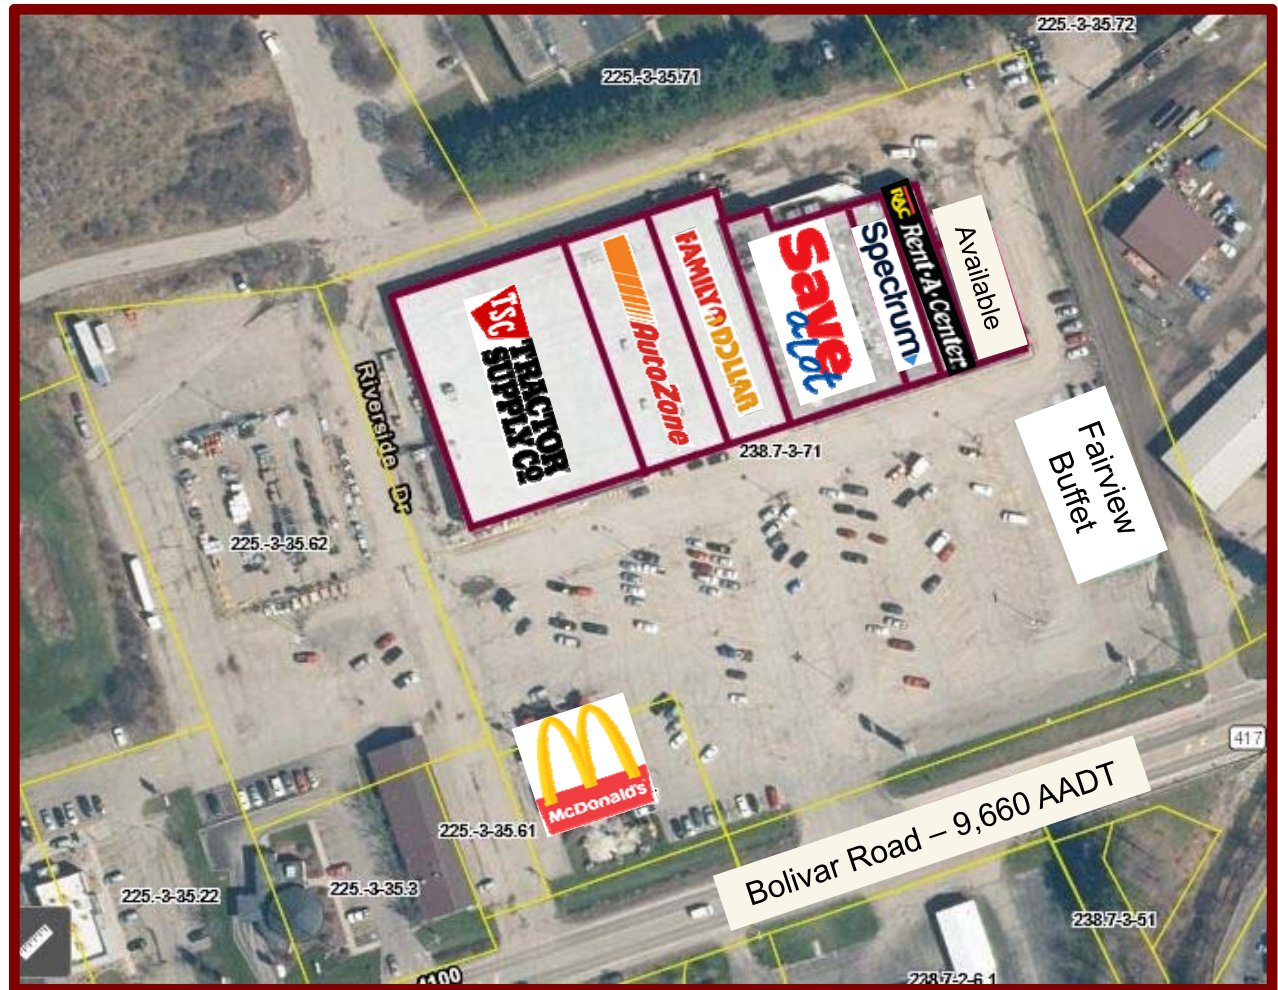 225.-3-35.72
225.-3-35.71
TSC
TRACTOR
SUPPLY CO
AutoZone
FAMILY DOLLAR
save
a lot
Spectrum
RAC Rent-A-Center
Available
Riverside Dr
238.7-3-71
Fairview
Buffet
225.-3-35.62
417
McDonald's
Bolivar Road – 9,660 AADT
225.-3-35.61
225.-3-35.3
225.-3-35.22
238.7-3-51
4100
238.7-2-6.1